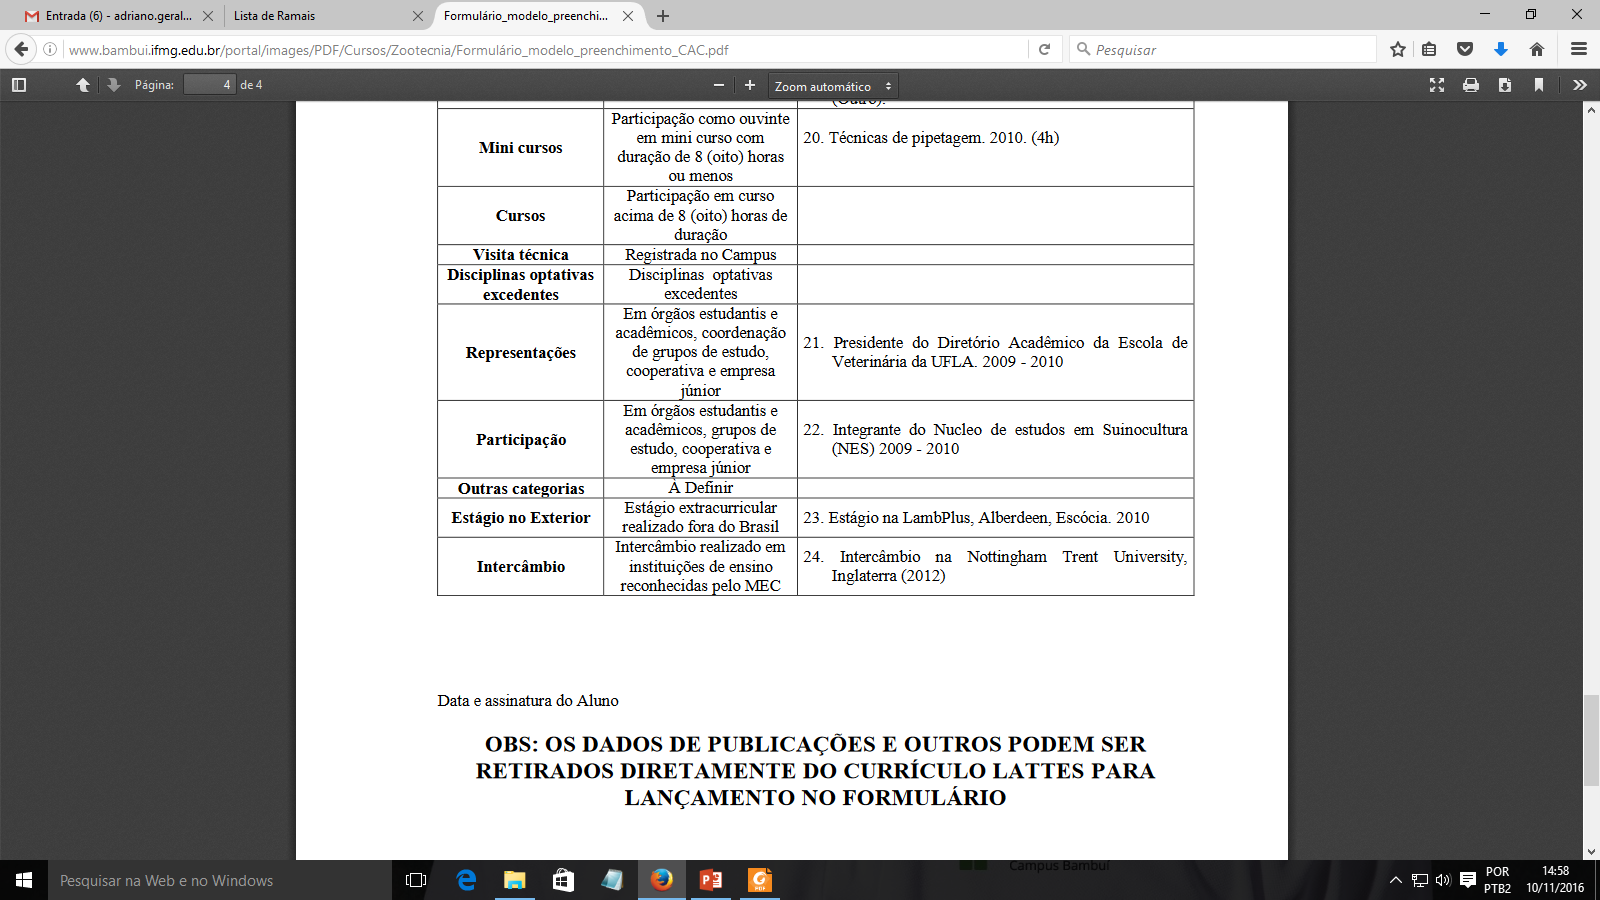 Entrada (6) - adriano.geral...
Lista de Ramais
Formulário_modelo_preenchi...
www.bambui.ifmg.edu.br/portal/images/PDF/Cursos/Zootecnia/Formulário_modelo_preenchimento_CAC.pdf
Pesquisar
Página:
4
de 4
Zoom automático
(Outro).
Mini cursos
Participação como ouvinte
em mini curso com
duração de 8 (oito) horas
ou menos
20. Técnicas de pipetagem. 2010. (4h)
Cursos
Participação em curso
acima de 8 (oito) horas de
duração
Visita técnica
Registrada no Campus
Disciplinas optativas
excedentes
Disciplinas optativas
excedentes
Representações
Em órgãos estudantis e
acadêmicos, coordenação
de grupos de estudo,
cooperativa e empresa
júnior
21. Presidente do Diretório Acadêmico da Escola de
Veterinária da UFLA. 2009 - 2010
Participação
Em órgãos estudantis e
acadêmicos, grupos de
estudo, cooperativa e
empresa júnior
22. Integrante do Nucleo de estudos em Suinocultura
(NES) 2009 - 2010
Outras categorias
À Definir
Estágio no Exterior
Estágio extracurricular
realizado fora do Brasil
23. Estágio na LambPlus, Alberdeen, Escócia. 2010
Intercâmbio
Intercâmbio realizado em
instituições de ensino
reconhecidas pelo MEC
24. Intercâmbio na Nottingham Trent University,
Inglaterra (2012)
Data e assinatura do Aluno
OBS: OS DADOS DE PUBLICAÇÕES E OUTROS PODEM SER
RETIRADOS DIRETAMENTE DO CURRÍCULO LATTES PARA
LANÇAMENTO NO FORMULÁRIO
Campus Bambuí
Pesquisar na Web e no Windows
POR
PTB2
14:58
10/11/2016